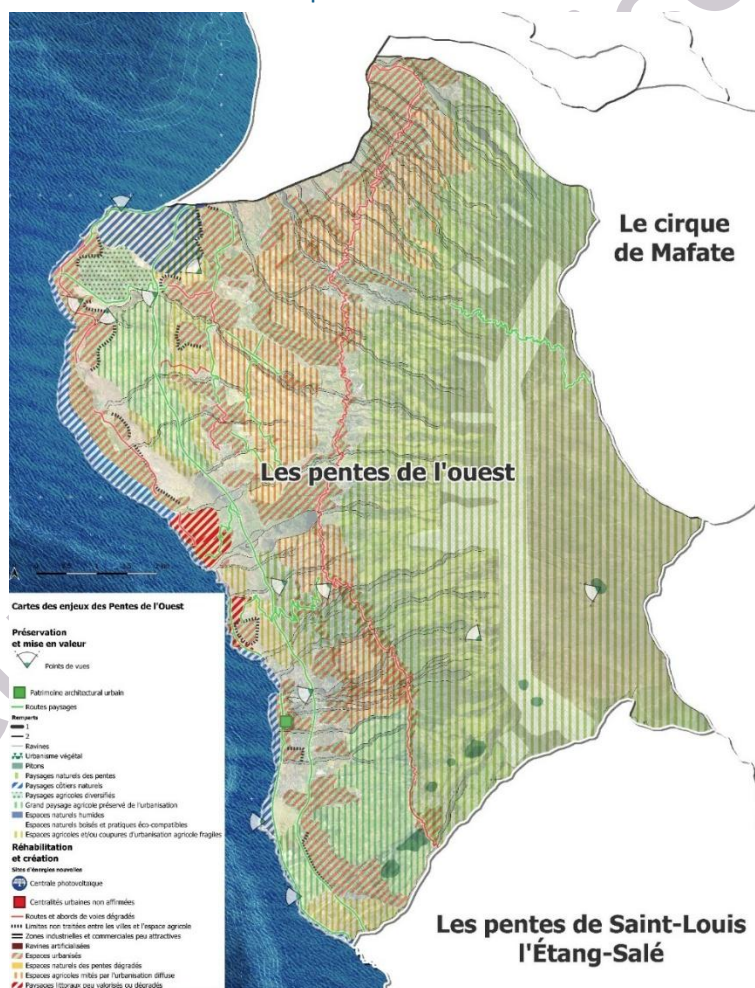 Le cirque
de Mafate
Les pentes de l'ouest
Les pentes de Saint-Louis
l'Étang-Salé
Cartes des enjeux des Pentes de l'Ouest
Préservation
et mise en valeur
Points de vues
Patrimoine architectural urbain
Routes paysages
Remparts
1
2
Ravines
Urbanisme végétal
Pitons
Paysages naturels des pentes
Paysages côtiers naturels
Paysages agricoles diversifiés
Grand paysage agricole préservé de l'urbanisation
Espaces naturels humides
Espaces naturels boisés et pratiques éco-compatibles
Espaces agricoles et/ou coupures d'urbanisation agricole fragiles
Réhabilitation
et création
Sites d'énergies nouvelles
Centrale photovoltaïque
Centralités urbaines non affirmées
Routes et abords de voies dégradés
Limites non traitées entre les villes et l'espace agricole
Zones industrielles et commerciales peu attractives
Ravines artificialisées
Espaces urbanisés
Espaces naturels des pentes dégradés
Espaces agricoles mités par l'urbanisation diffuse
Paysages littoraux peu valorisés ou dégradés